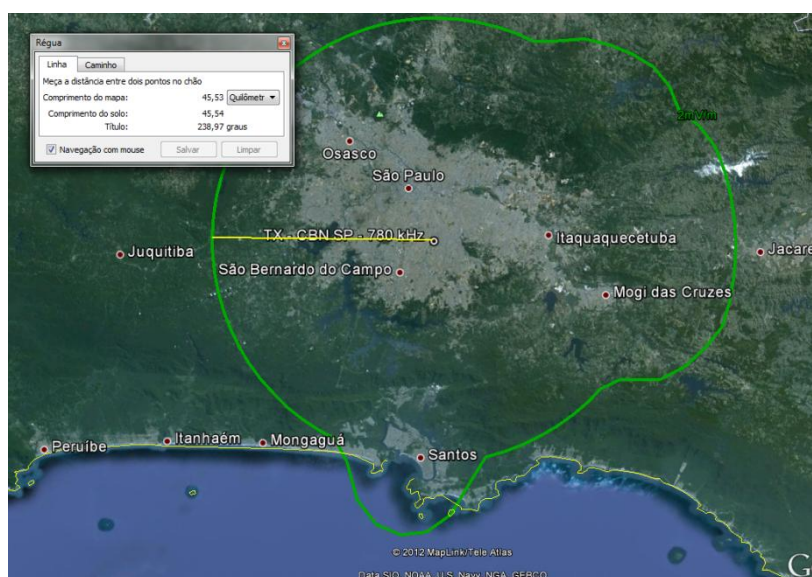 Régua
Linha
Caminho
Meça a distância entre dois pontos no chão
Comprimento do mapa: 45,53 Quilômetr
Comprimento do solo: 45,54
Título: 238,97 graus
Navegação com mouse
Salvar
Limpar
2mV/m
Osasco
São Paulo
TX - CBN SP - 780 kHz
Itaquaquecetuba
Juquitiba
Jacare
São Bernardo do Campo
Mogi das Cruzes
Peruíbe
Itanhaém
Mongaguá
Santos
© 2012 MapLink/Tele Atlas
Data SIO, NOAA, U.S. Navy, NGA, GEBCO
G